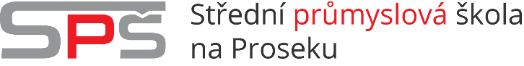 SPŠ
Střední průmyslová škola
na Proseku